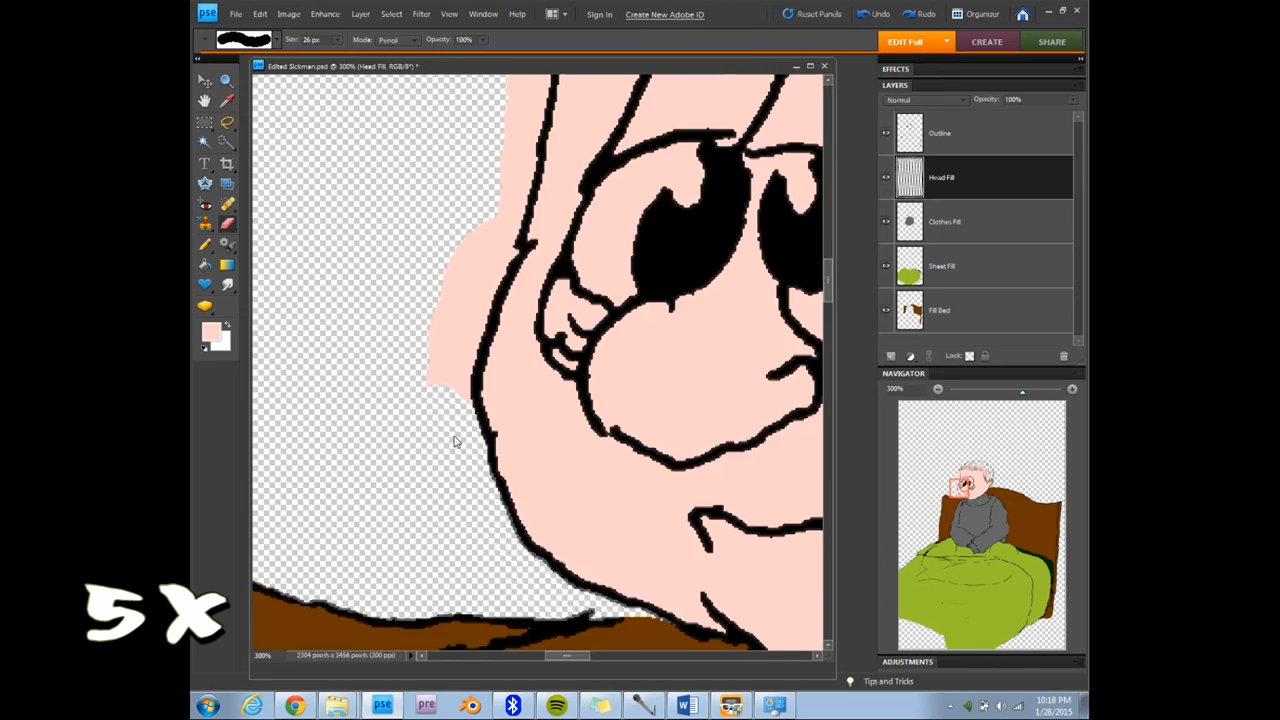 pse File Edit Image Enhance Layer Select Filter View Window Help Sign In Create New Adobe ID Reset Panels Undo Redo Organizer
Size: 26 px Mode: Pencil Opacity: 100% EDIT Full CREATE SHARE
Edited Sickman.psd @ 300% (Head Fill, RGB/8*) *
EFFECTS
LAYERS
Normal Opacity: 100%
Outline
Head Fill
Clothes Fill
Sheet Fill
Fill Bed
Lock:
NAVIGATOR
300%
5X
300% 2304 pixels x 3456 pixels (300 ppi)
ADJUSTMENTS
Tips and Tricks
pse pre W
10:18 PM
1/28/2015